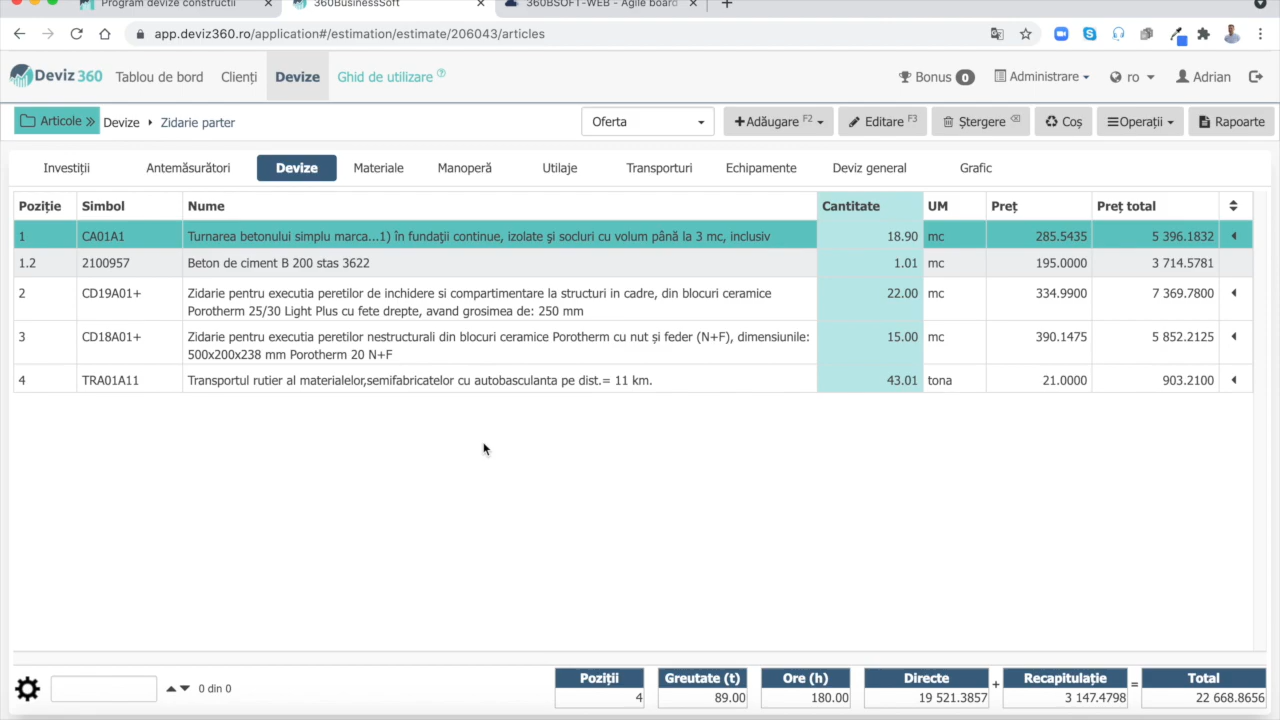 Program devize constructii
360BusinessSoft
360BSOFT-WEB - Agile board
app.deviz360.ro/application#/estimation/estimate/206043/articles
Deviz 360
Tablou de bord
Clienți
Devize
Ghid de utilizare ?
Bonus 0
Administrare
ro
Adrian
Articole »
Devize
Zidarie parter
Oferta
+Adăugare F2
Editare F3
Ștergere
Coș
Operații
Rapoarte
Investiții
Antemăsurători
Devize
Materiale
Manoperă
Utilaje
Transporturi
Echipamente
Deviz general
Grafic
Poziție Simbol Nume Cantitate UM Preț Preț total
1 CA01A1 Turnarea betonului simplu marca...1) în fundaţii continue, izolate şi socluri cu volum până la 3 mc, inclusiv 18.90 mc 285.5435 5 396.1832
1.2 2100957 Beton de ciment B 200 stas 3622 1.01 mc 195.0000 3 714.5781
2 CD19A01+ Zidarie pentru executia peretilor de inchidere si compartimentare la structuri in cadre, din blocuri ceramice 22.00 mc 334.9900 7 369.7800
Porotherm 25/30 Light Plus cu fete drepte, avand grosimea de: 250 mm
3 CD18A01+ Zidarie pentru execuția peretilor nestructurali din blocuri ceramice Porotherm cu nut și feder (N+F), dimensiunile: 15.00 mc 390.1475 5 852.2125
500x200x238 mm Porotherm 20 N+F
4 TRA01A11 Transportul rutier al materialelor,semifabricatelor cu autobasculanta pe dist.= 11 km. 43.01 tona 21.0000 903.2100
0 din 0
Poziții Greutate (t) Ore (h) Directe Recapitulație Total
4 89.00 180.00 19 521.3857 + 3 147.4798 = 22 668.8656